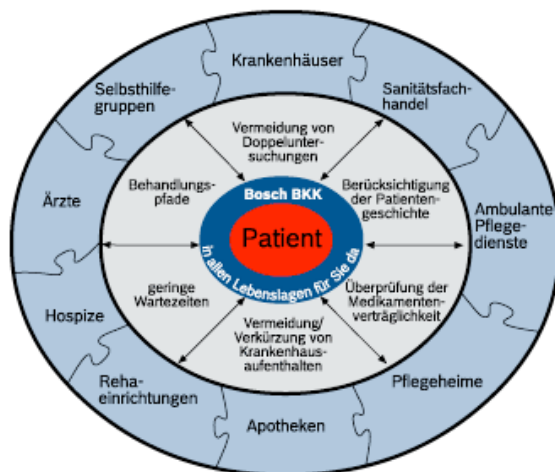 Krankenhäuser
Selbsthilfe-
gruppen
Sanitätsfach-
handel
Vermeidung von
Doppelunter-
suchungen
Behandlungs-
pfade
Bosch BKK
Berücksichtigung
der Patienten-
geschichte
Ärzte
Ambulante
Pflege-
dienste
Patient
in allen Lebenslagen für Sie da
geringe
Wartezeiten
Überprüfung der
Medikamenten-
verträglichkeit
Hospize
Vermeidung/
Verkürzung von
Krankenhaus-
aufenthalten
Reha-
einrichtungen
Pflegeheime
Apotheken